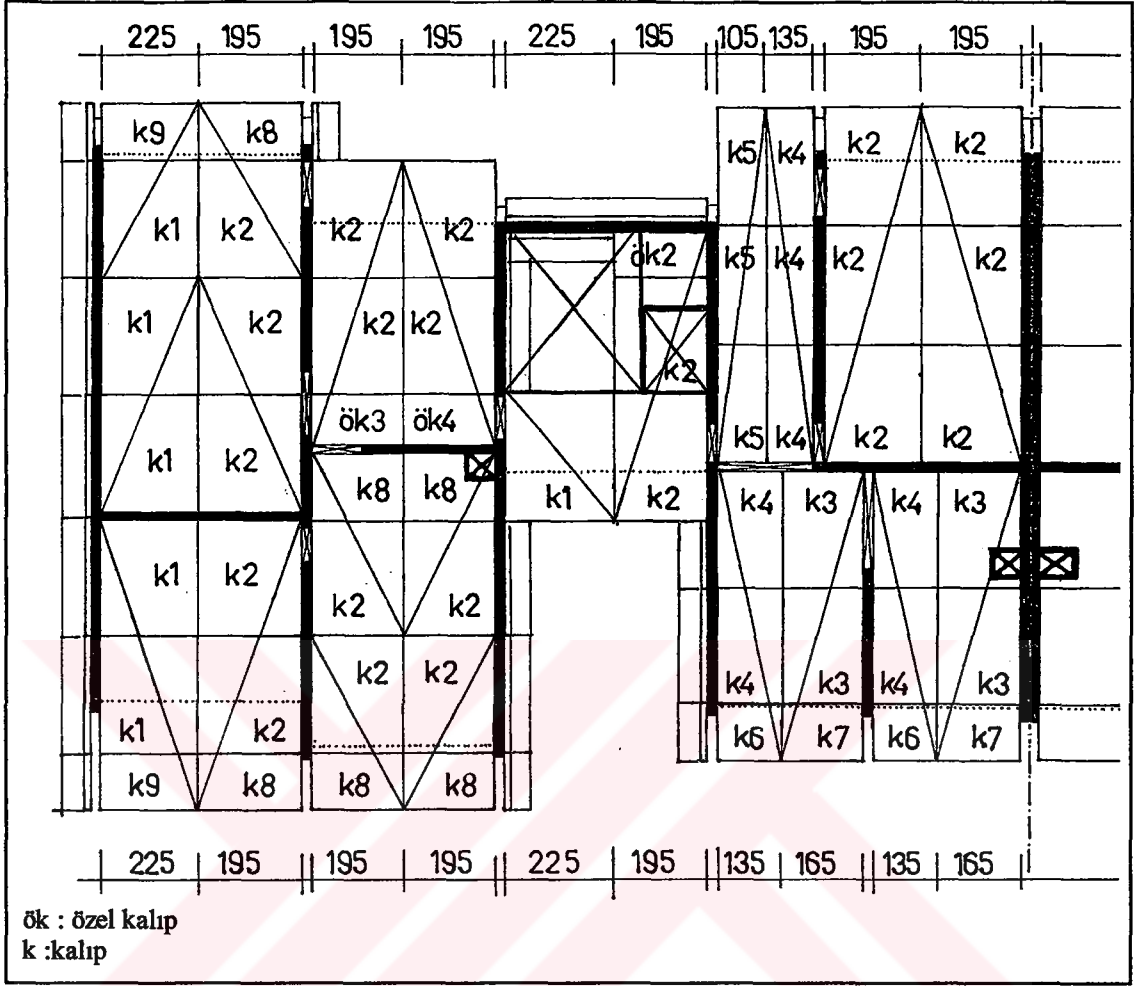 225 195 195 195 225 195 105 135 195 195
k9 k8 k5 k4 k2 k2
k1 k2 k2 k2 ök2 k5 k4 k2 k2
k1 k2 k2 k2 k2
ök3 ök4 k5 k4 k2 k2
k1 k2 k8 k8 k1 k2 k4 k3 k4 k3
k1 k2 k2 k2
k2 k2 k4 k3 k4 k3
k1 k2 k6 k7 k6 k7
k9 k8 k8 k8
225 195 195 195 225 195 135 165 135 165
ök : özel kalıp
k :kalıp